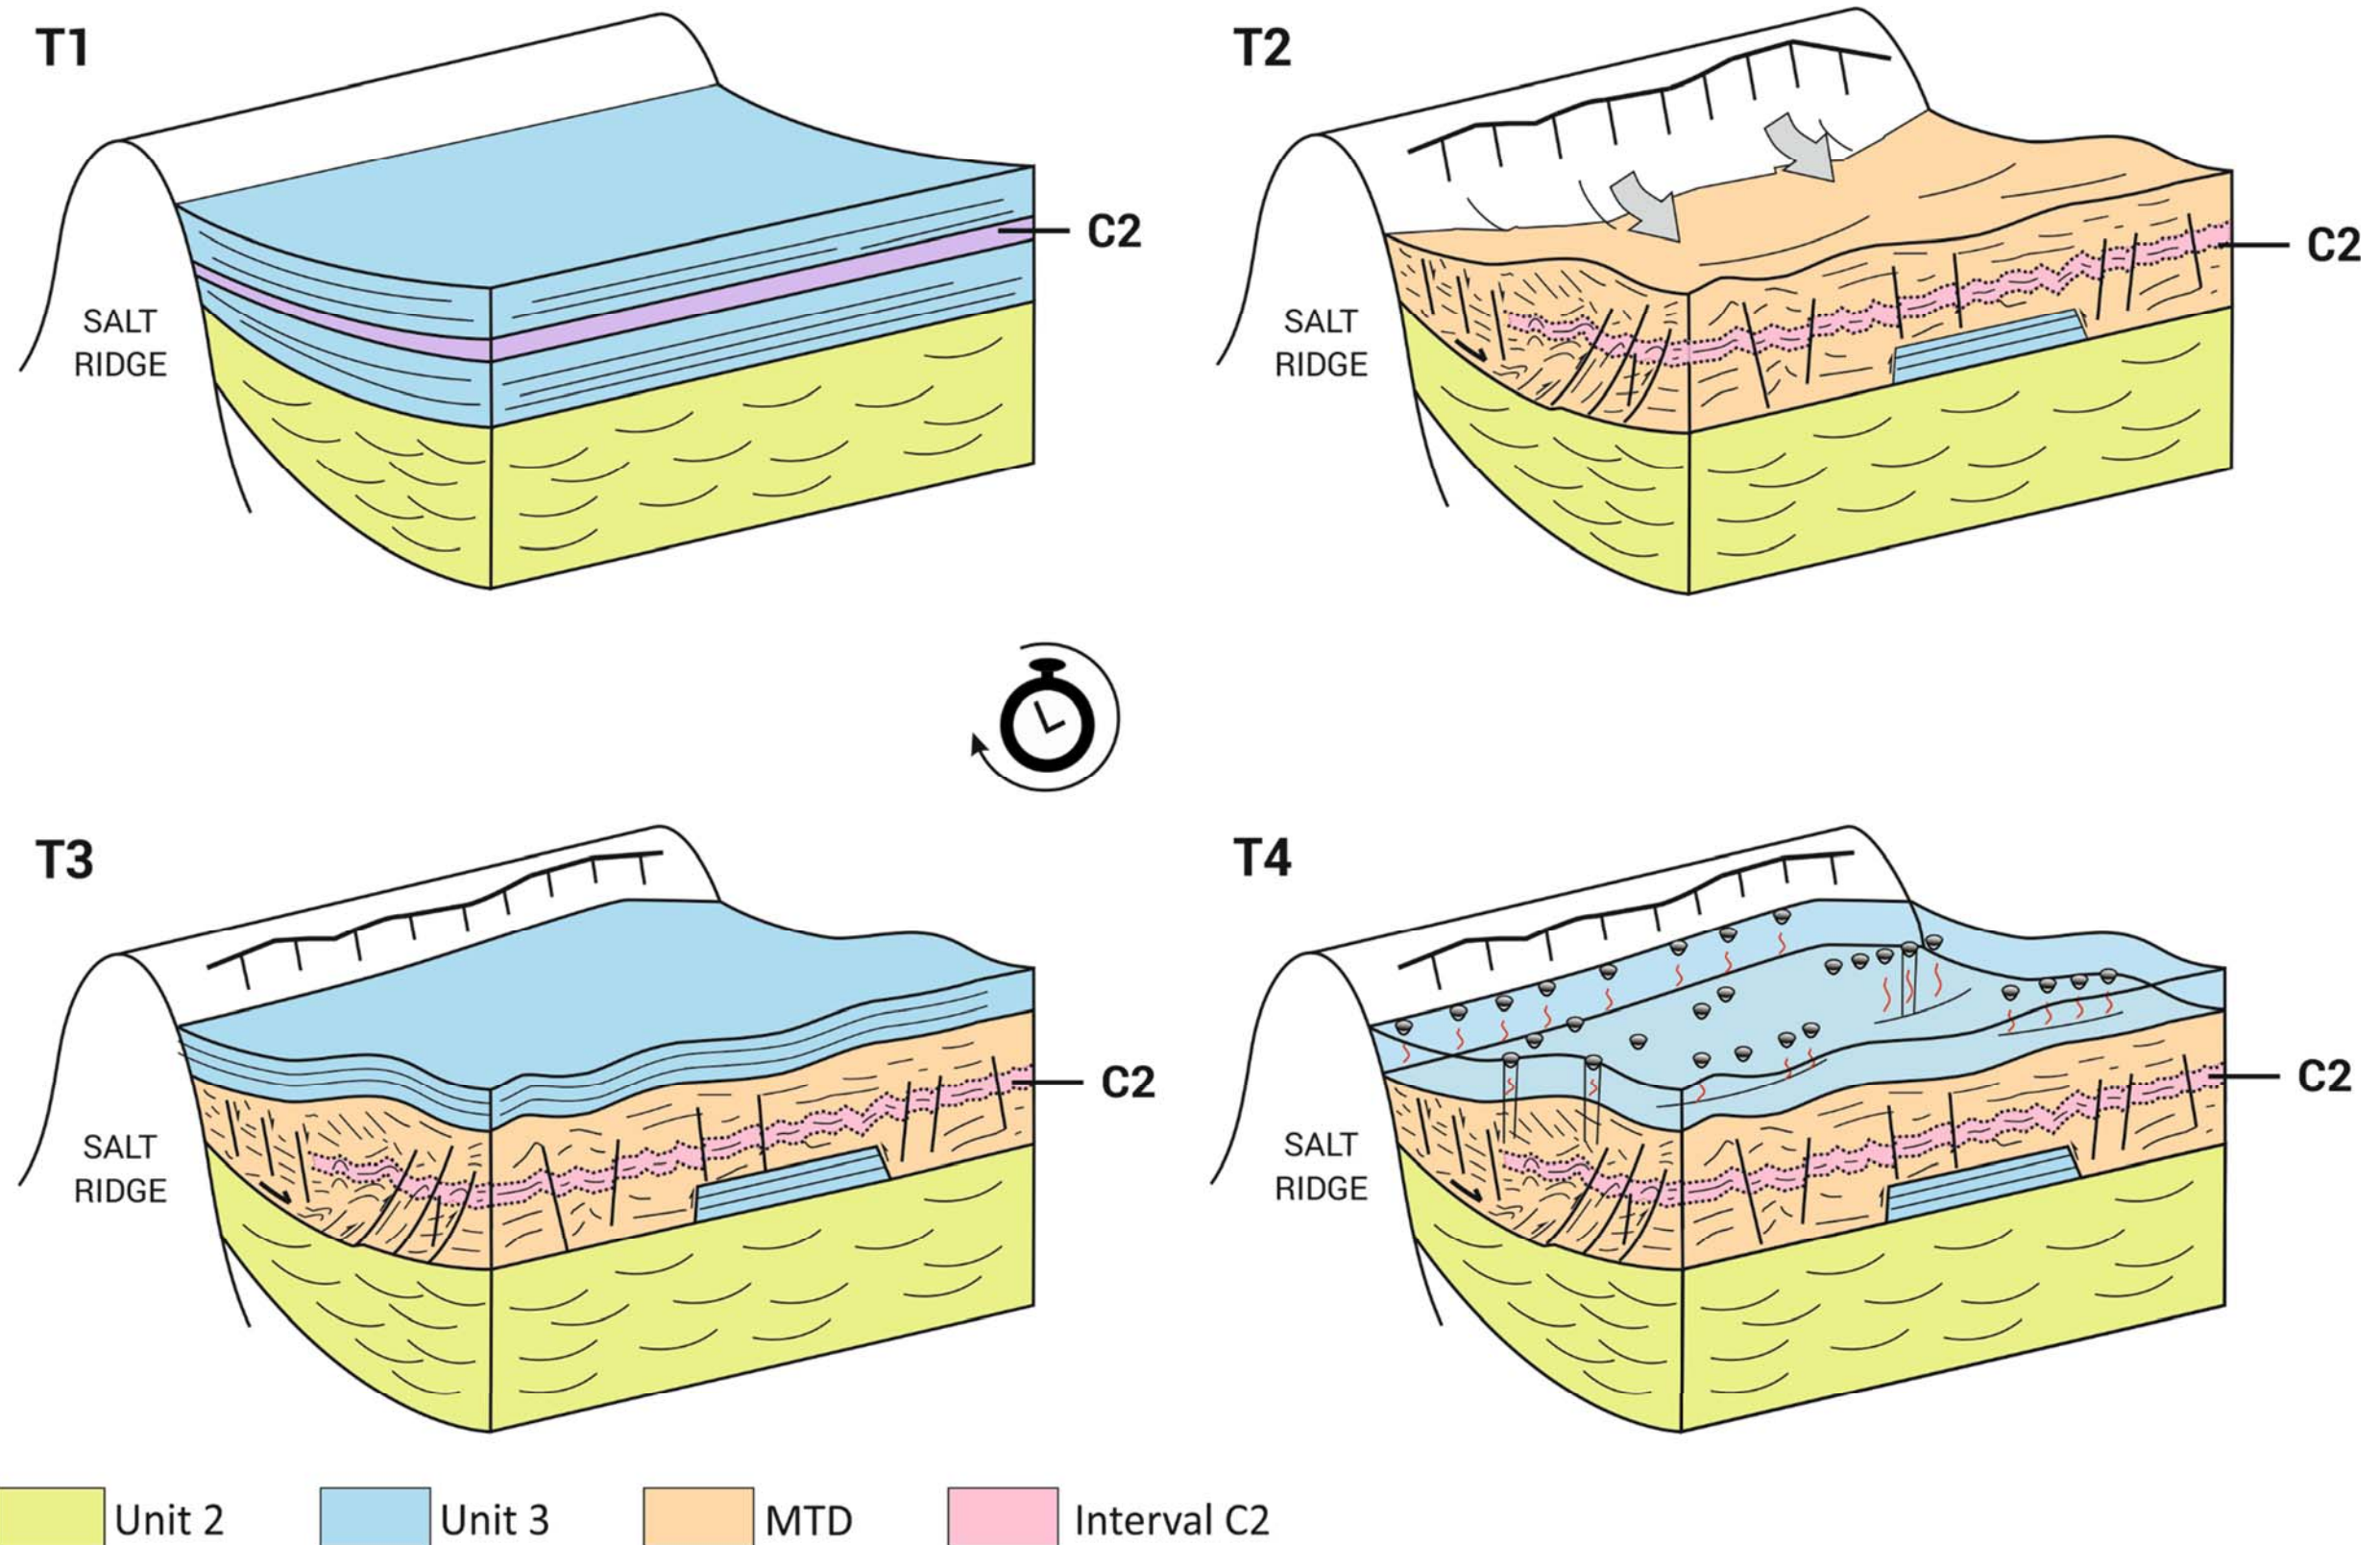 T1
T2
C2
C2
SALT
RIDGE
SALT
RIDGE
T3
T4
C2
C2
SALT
RIDGE
SALT
RIDGE
Unit 2
Unit 3
MTD
Interval C2